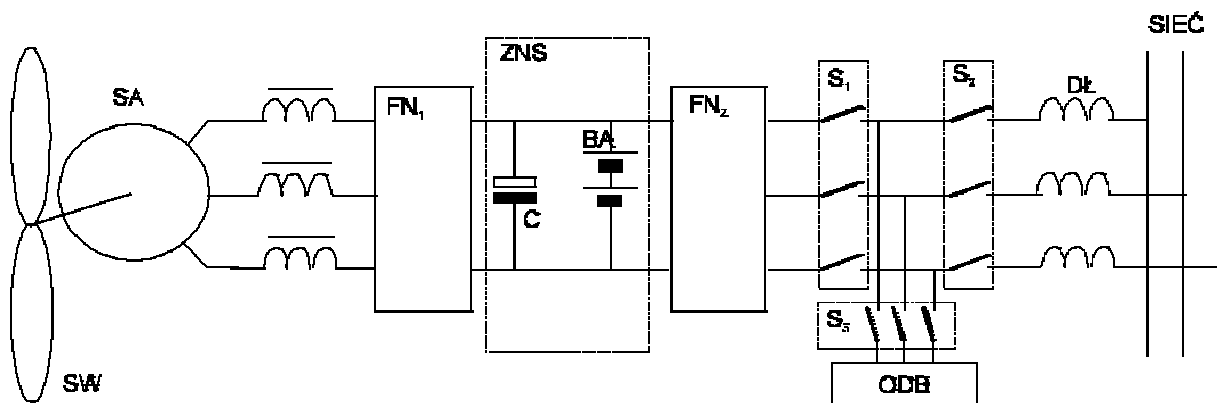 SIEĆ
ZNS
SA
FN₁
FN₂
S₁
S₂
DŁ
BA
C
S₃
SW
ODB